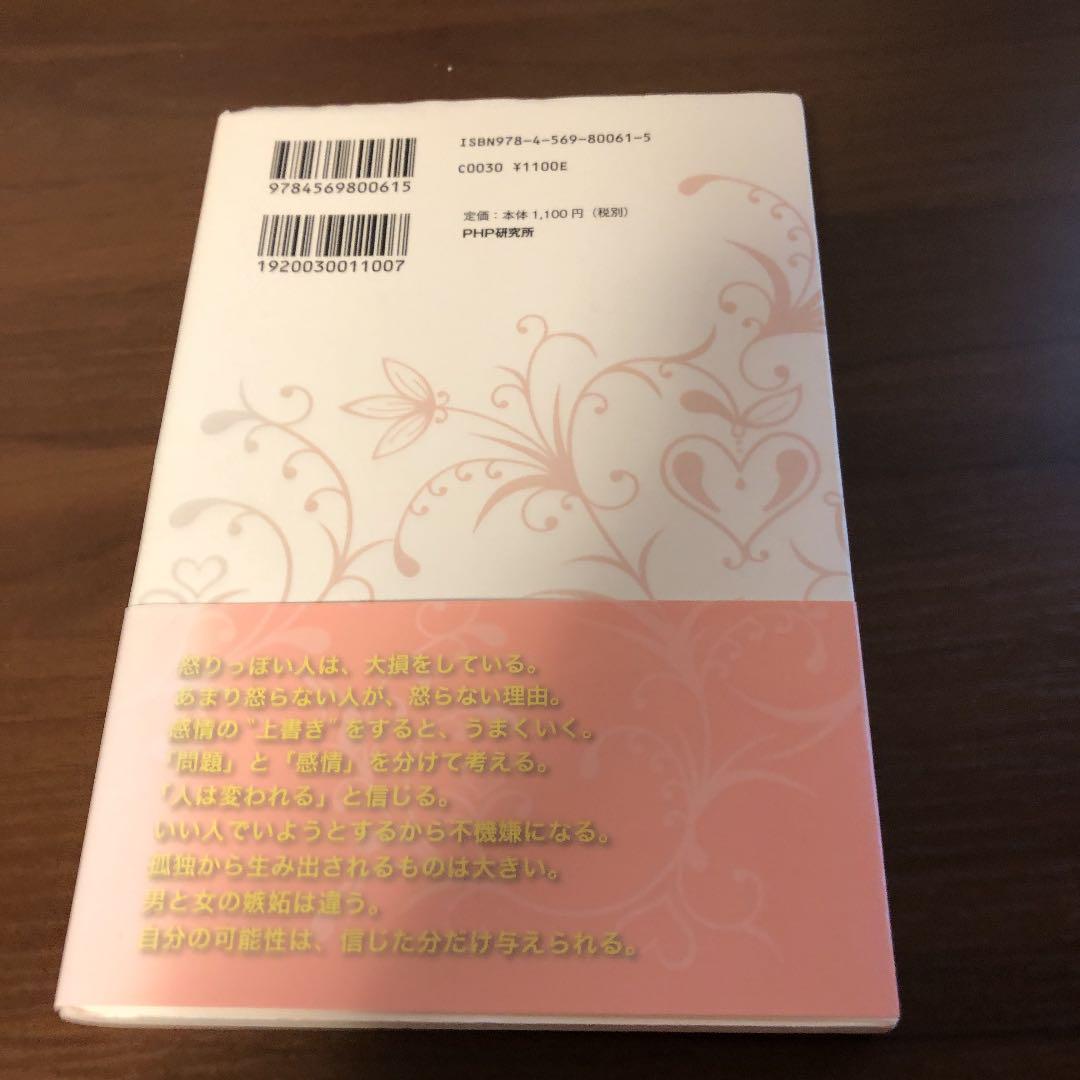 ISBN978-4-569-80061-5
C0030 ¥1100E
9784569800615
定価：本体1,100円（税別）
PHP研究所
1920030011007
怒りっぽい人は、大損をしている。
あまり怒らない人が、怒らない理由。
感情の"上書き"をすると、うまくいく。
「問題」と「感情」を分けて考える。
「人は変われる」と信じる。
いい人でいようとするから不機嫌になる。
孤独から生み出されるものは大きい。
男と女の嫉妬は違う。
自分の可能性は、信じた分だけ与えられる。